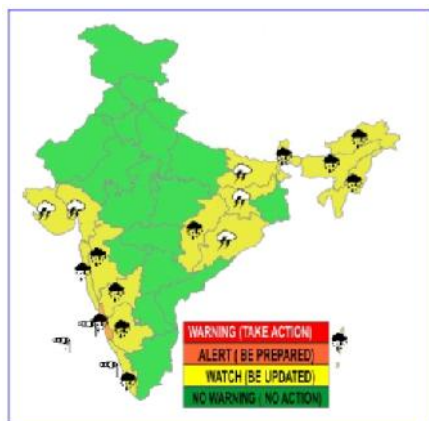 WARNING (TAKE ACTION)
ALERT ( BE PREPARED)
WATCH (BE UPDATED)
NO WARNING ( NO ACTION)